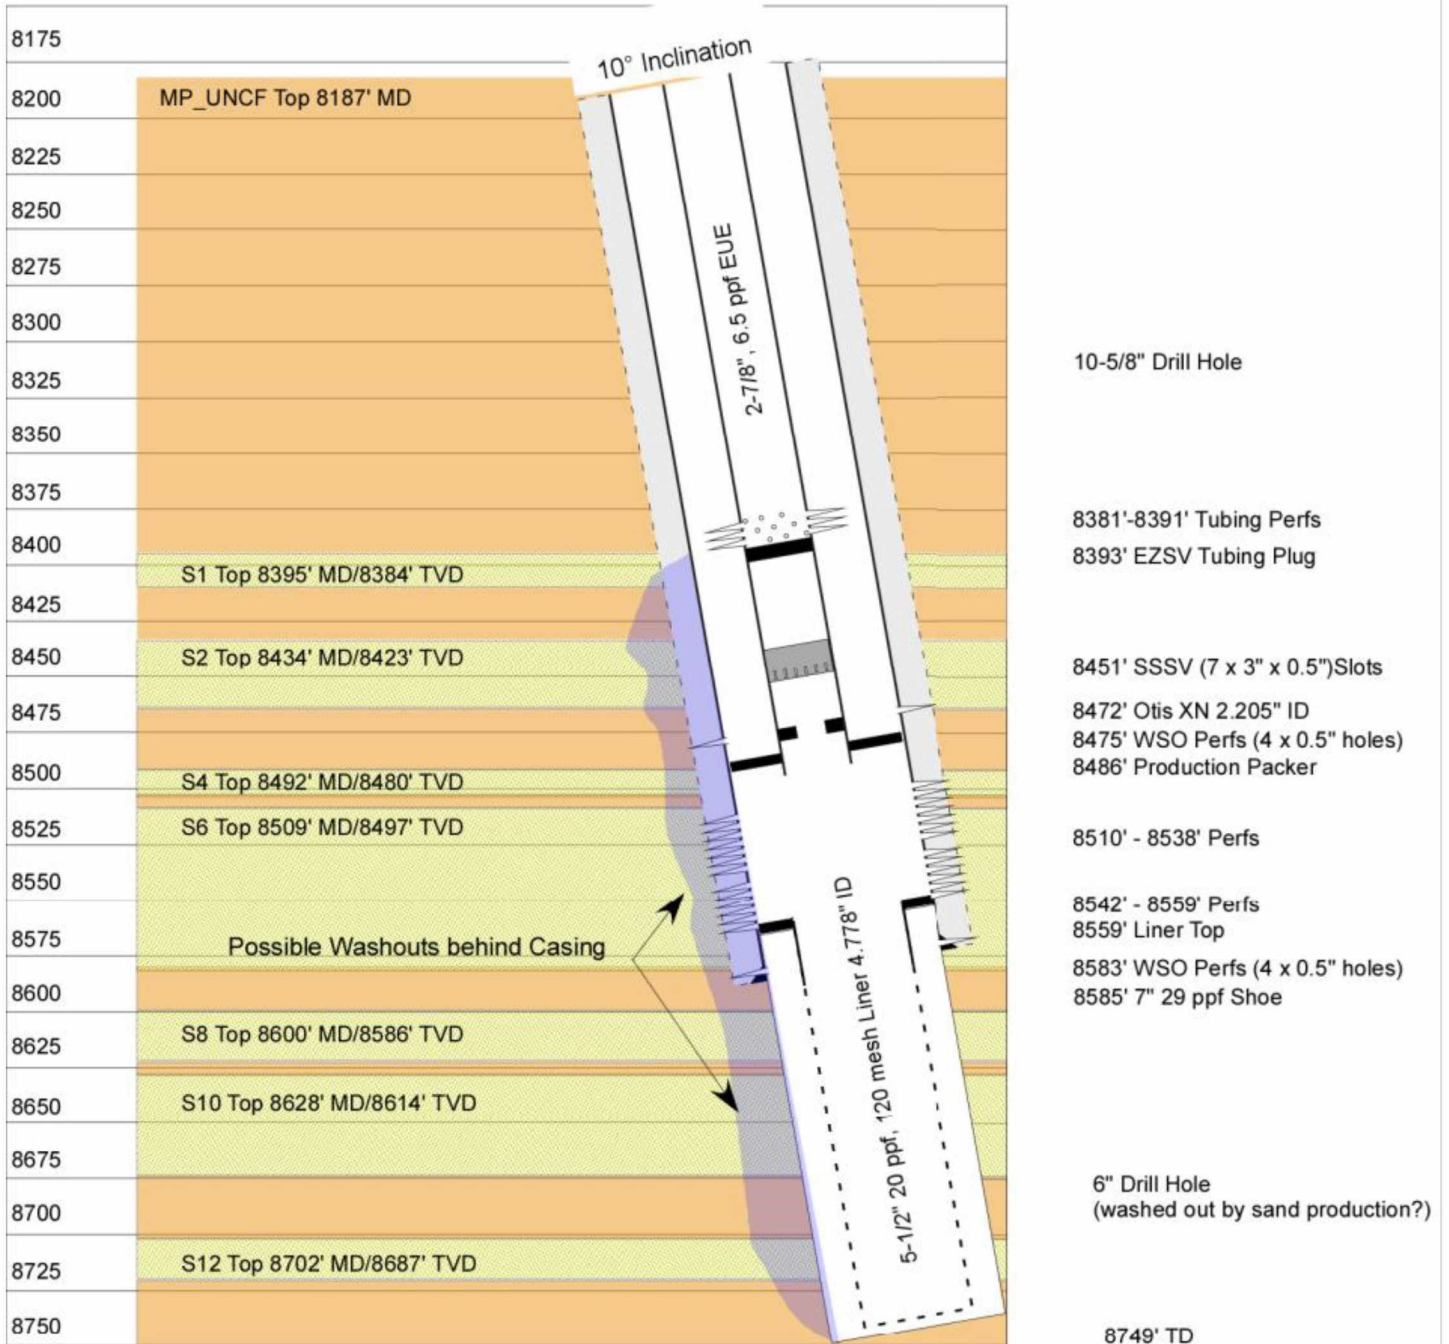 8175
10° Inclination
8200
MP_UNCF Top 8187' MD
8225
8250
8275
8300
2-7/8", 6.5 ppf EUE
10-5/8" Drill Hole
8325
8350
8375
8381'-8391' Tubing Perfs
8400
8393' EZSV Tubing Plug
S1 Top 8395' MD/8384' TVD
8425
8450
S2 Top 8434' MD/8423' TVD
8451' SSSV (7 x 3" x 0.5")Slots
8475
8472' Otis XN 2.205" ID
8475' WSO Perfs (4 x 0.5" holes)
8500
8486' Production Packer
S4 Top 8492' MD/8480' TVD
8525
S6 Top 8509' MD/8497' TVD
8510' - 8538' Perfs
8550
8542' - 8559' Perfs
8575
8559' Liner Top
Possible Washouts behind Casing
8583' WSO Perfs (4 x 0.5" holes)
8600
8585' 7" 29 ppf Shoe
8625
S8 Top 8600' MD/8586' TVD
5-1/2" 20 ppf, 120 mesh Liner 4.778" ID
8650
S10 Top 8628' MD/8614' TVD
8675
6" Drill Hole
(washed out by sand production?)
8700
8725
S12 Top 8702' MD/8687' TVD
8750
8749' TD